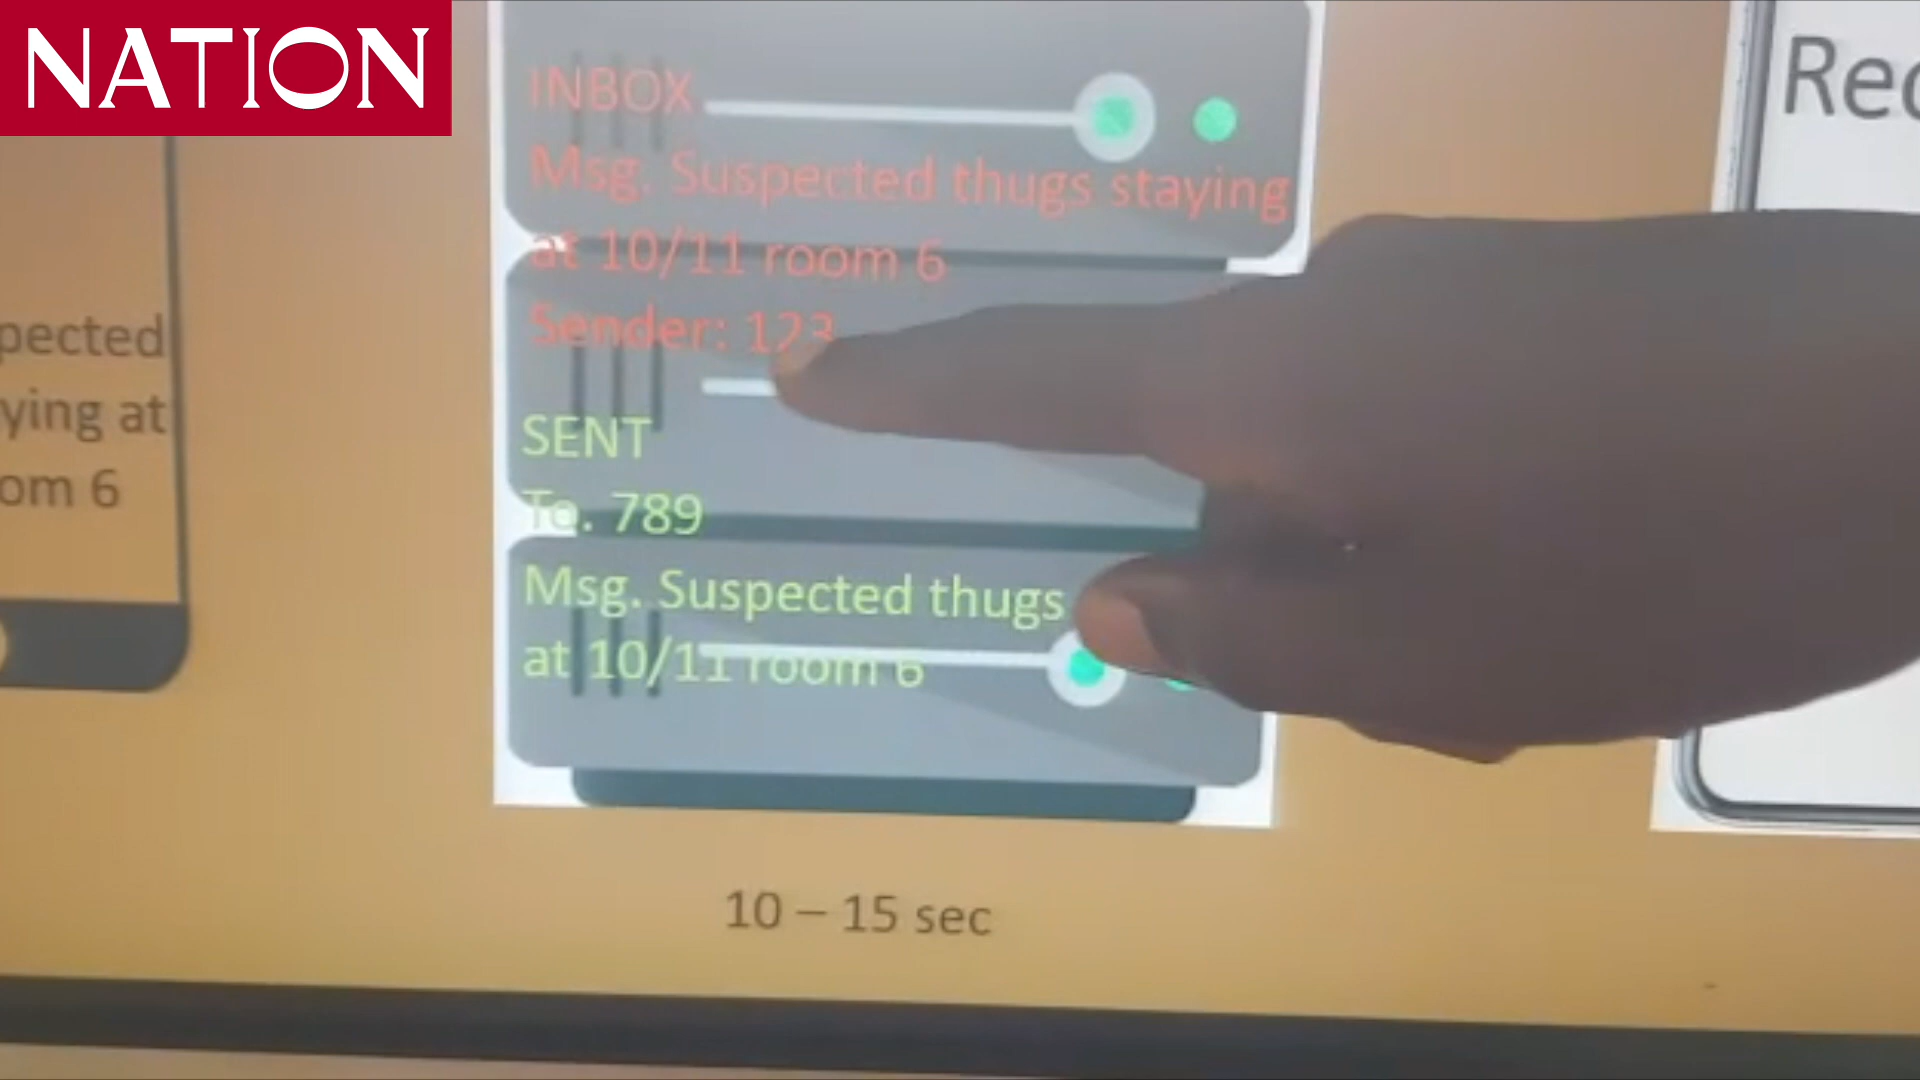 NATION
INBOX
Msg. Suspected thugs staying
at 10/11 room 6
Sender: 123
SENT
To. 789
Msg. Suspected thugs
at 10/11 room 6
10 – 15 sec
pected
ying at
om 6
Rec